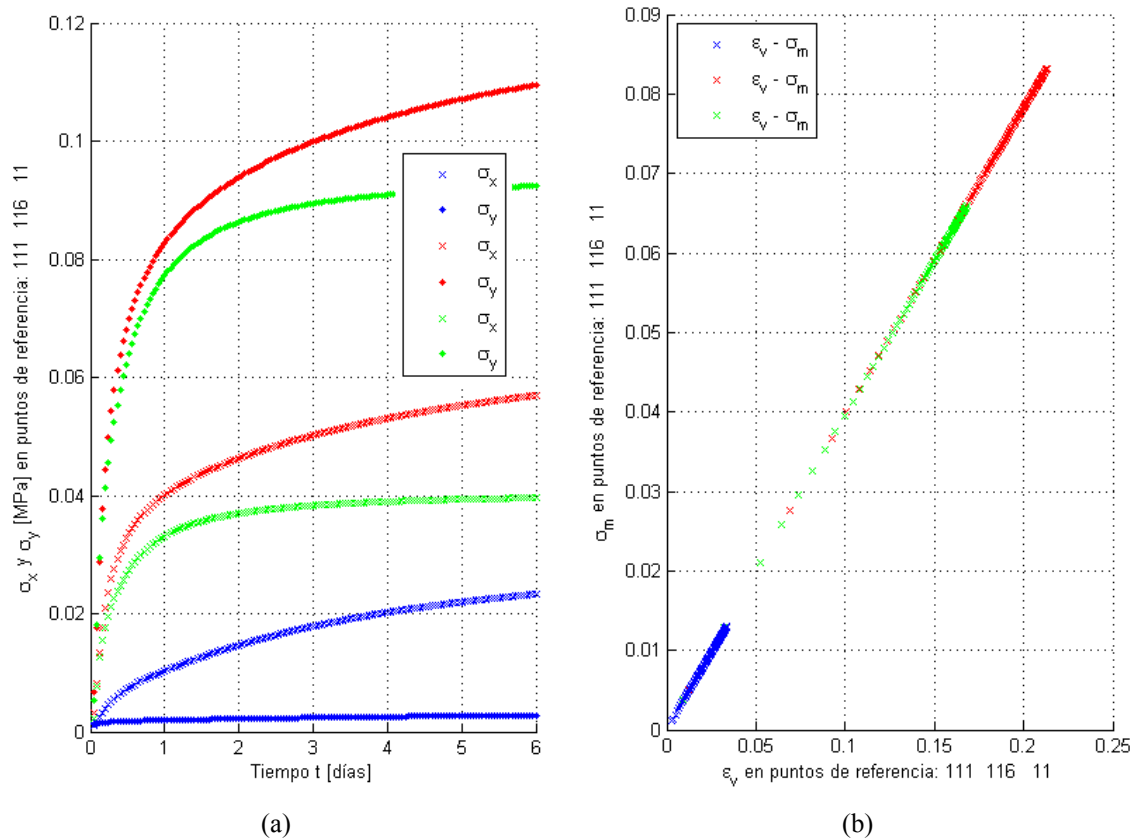 0.12
0.1
0.08
0.06
0.04
0.02
0
0 1 2 3 4 5 6
σx y σy [MPa] en puntos de referencia: 111 116 11
Tiempo t [días]
σx
σy
σx
σy
σx
σy
(a)
0.09
0.08
0.07
0.06
0.05
0.04
0.03
0.02
0.01
0
0 0.05 0.1 0.15 0.2 0.25
σm en puntos de referencia: 111 116 11
εv en puntos de referencia: 111 116 11
εv - σm
εv - σm
εv - σm
(b)